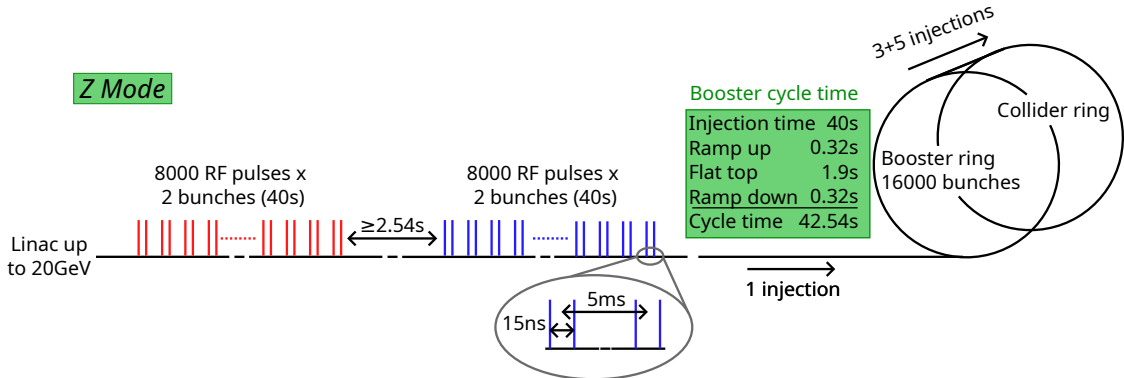 Z Mode
3+5 injections
Collider ring
Booster cycle time
Injection time 40s
Ramp up 0.32s
Flat top 1.9s
Ramp down 0.32s
Cycle time 42.54s
Booster ring
16000 bunches
8000 RF pulses x
2 bunches (40s)
≥2.54s
8000 RF pulses x
2 bunches (40s)
Linac up
to 20GeV
1 injection
5ms
15ns